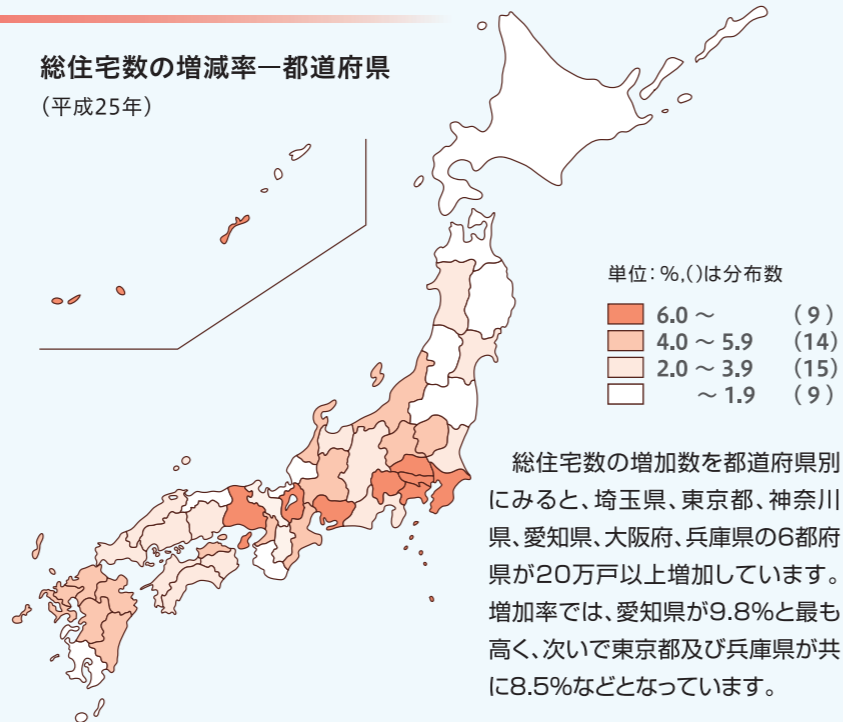 総住宅数の増減率―都道府県
(平成25年)
単位：%,()は分布数
6.0 ～ (9)
4.0 ～ 5.9 (14)
2.0 ～ 3.9 (15)
～ 1.9 (9)
総住宅数の増加数を都道府県別
にみると、埼玉県、東京都、神奈川
県、愛知県、大阪府、兵庫県の6都府
県が20万戸以上増加しています。
増加率では、愛知県が9.8%と最も
高く、次いで東京都及び兵庫県が共
に8.5%などとなっています。